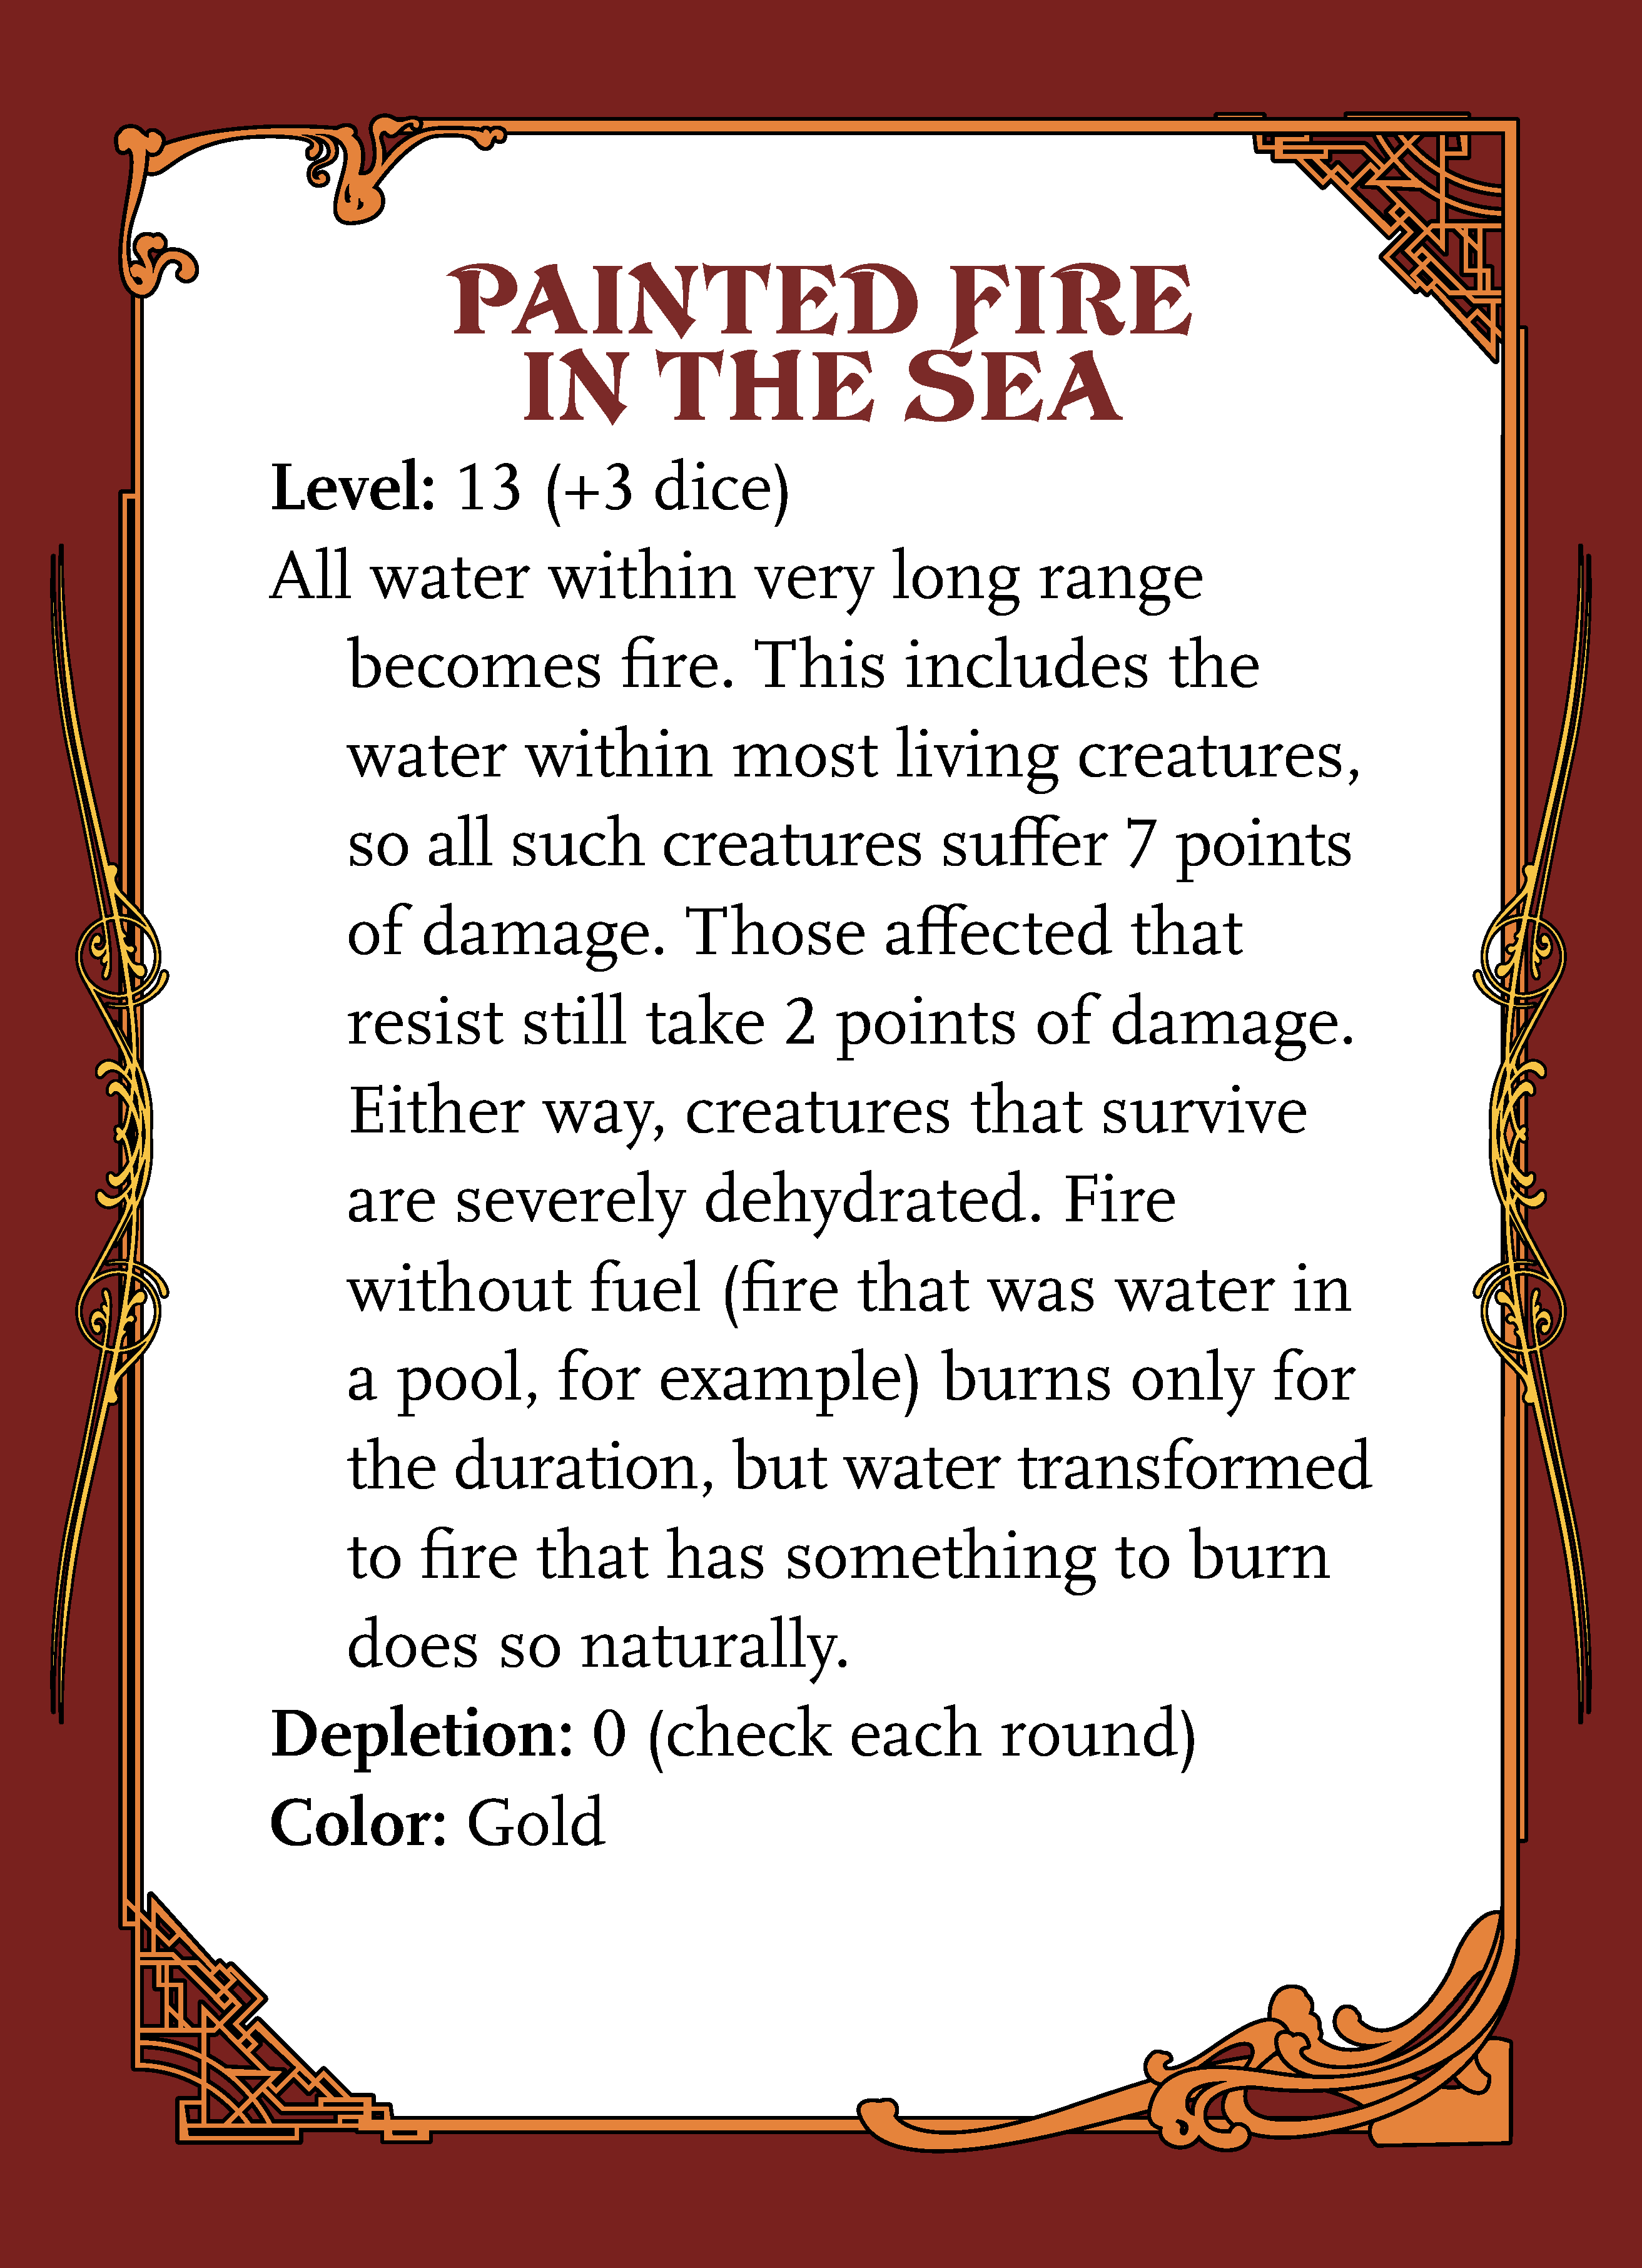 PAINTED FIRE
IN THE SEA
Level: 13 (+3 dice)
All water within very long range
becomes fire. This includes the
water within most living creatures,
so all such creatures suffer 7 points
of damage. Those affected that
resist still take 2 points of damage.
Either way, creatures that survive
are severely dehydrated. Fire
without fuel (fire that was water in
a pool, for example) burns only for
the duration, but water transformed
to fire that has something to burn
does so naturally.
Depletion: 0 (check each round)
Color: Gold